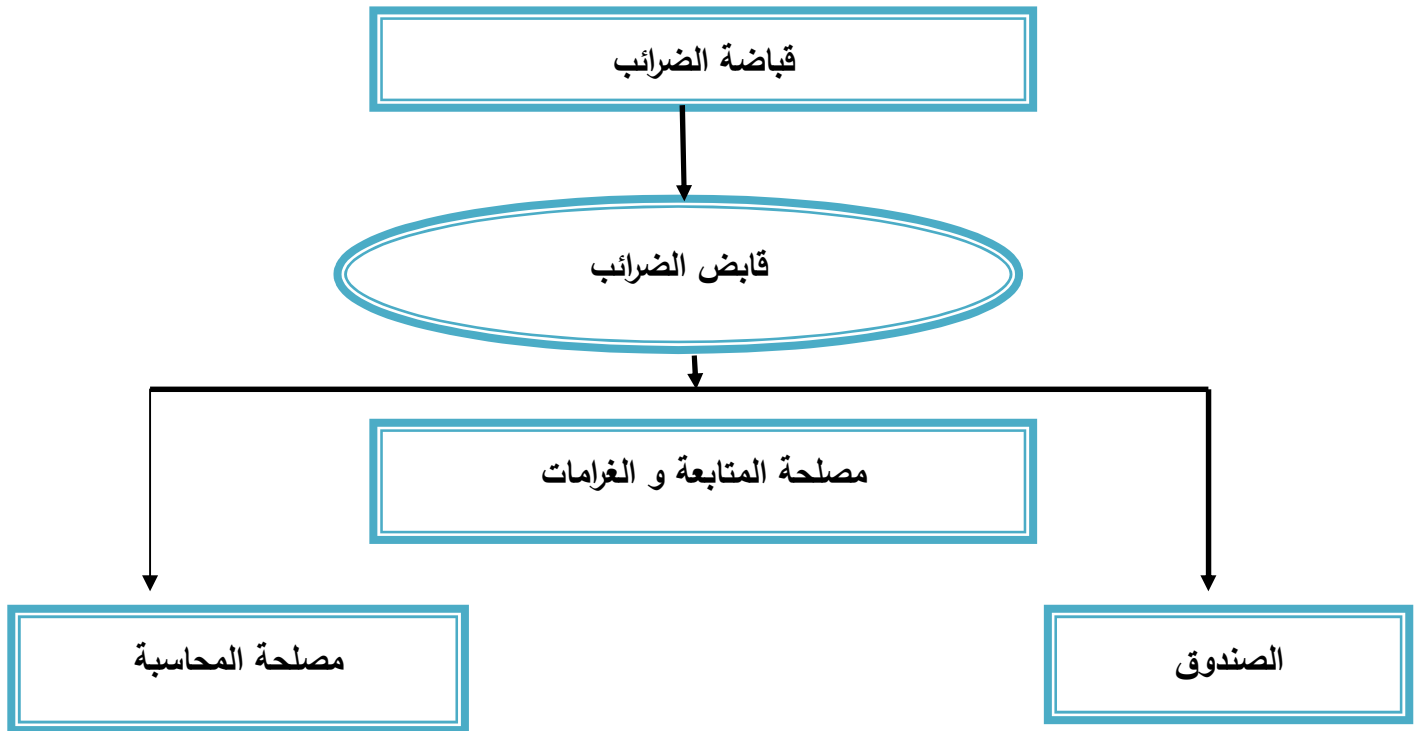 قباضة الضرائب
قابض الضرائب
مصلحة المتابعة و الغرامات
الصندوق
مصلحة المحاسبة